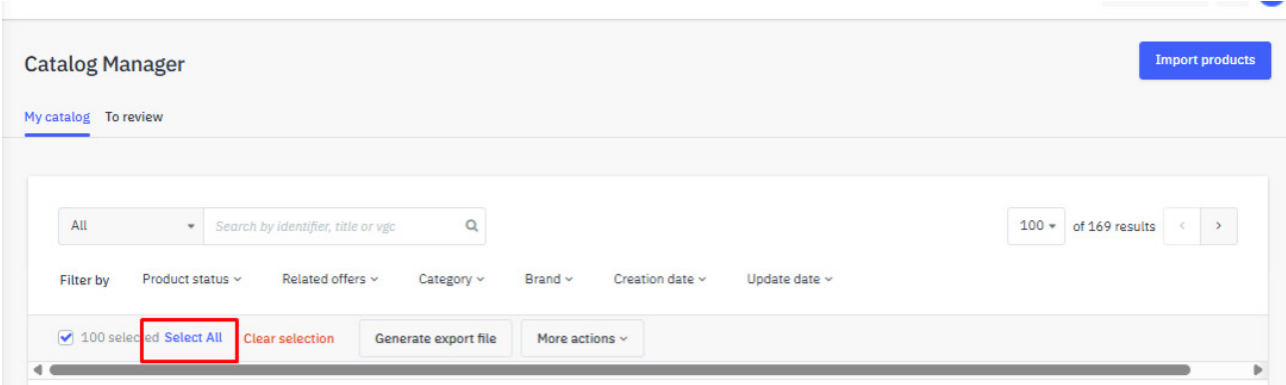 Catalog Manager
Import products
My catalog To review
All Search by identifier, title or vgc 100 of 169 results
Filter by Product status Related offers Category Brand Creation date Update date
100 selected Select All Clear selection Generate export file More actions